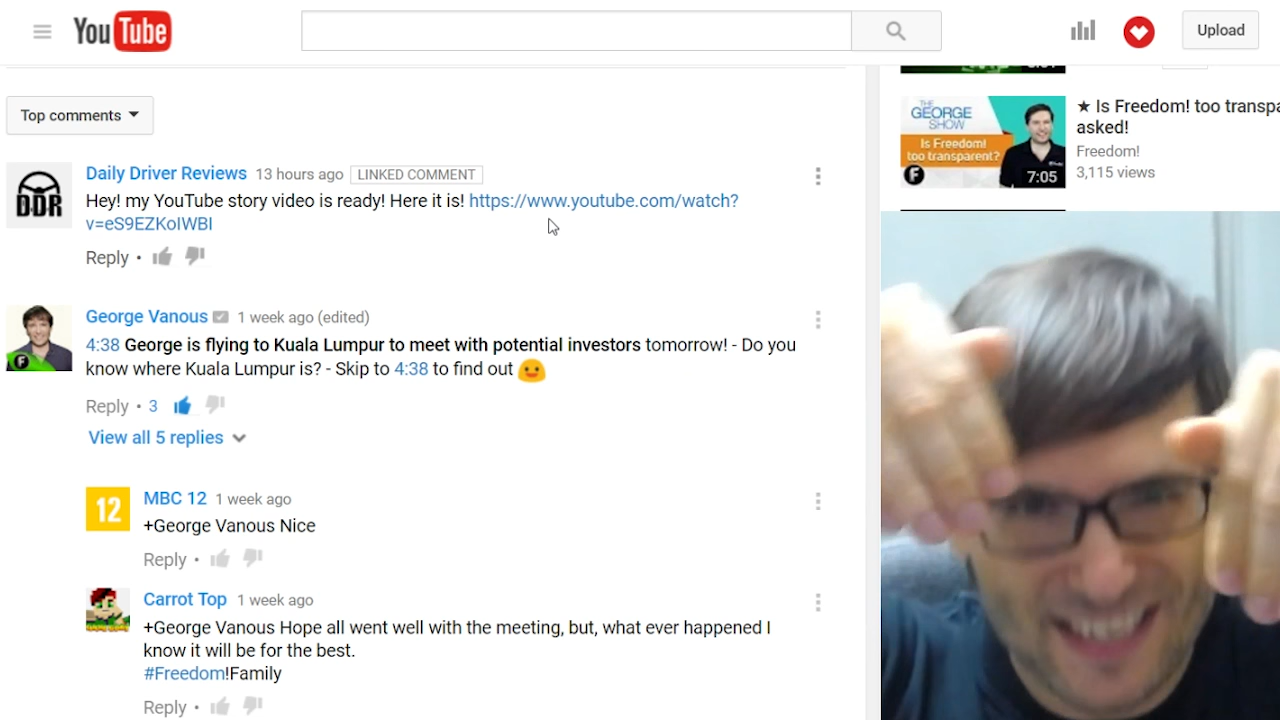 YouTube
Upload
Top comments
Daily Driver Reviews 13 hours ago LINKED COMMENT
Hey! my YouTube story video is ready! Here it is! https://www.youtube.com/watch?
v=eS9EZKoIWBI
Reply •
DDR
George Vanous 1 week ago (edited)
4:38 George is flying to Kuala Lumpur to meet with potential investors tomorrow! - Do you
know where Kuala Lumpur is? - Skip to 4:38 to find out
Reply • 3
View all 5 replies
12
MBC 12 1 week ago
+George Vanous Nice
Reply •
Carrot Top 1 week ago
+George Vanous Hope all went well with the meeting, but, what ever happened I
know it will be for the best.
#Freedom!Family
Reply •
THE
GEORGE
SHOW
Is Freedom!
too transparent?
F
7:05
★ Is Freedom! too transpa
asked!
Freedom!
3,115 views